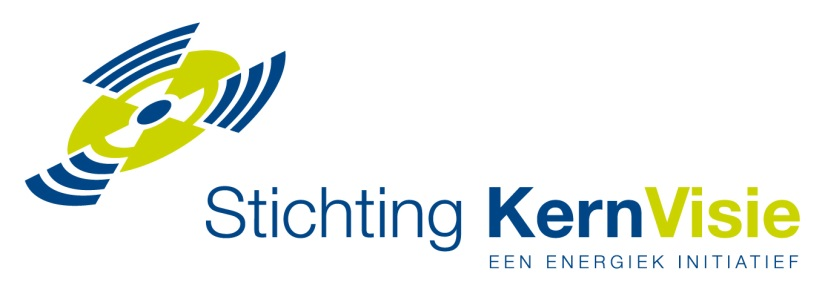 Stichting KernVisie
EEN ENERGIEK INITIATIEF